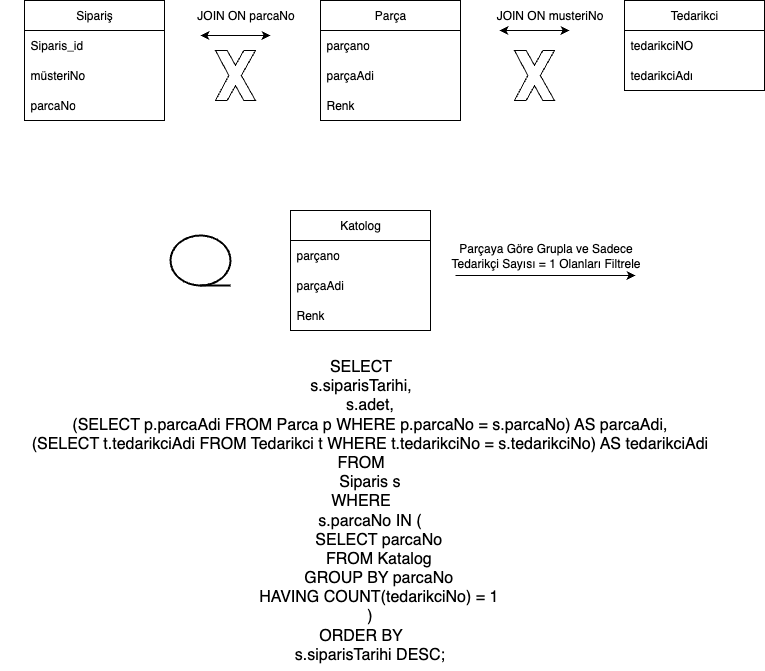 Sipariş
Siparis_id
müsteriNo
parcaNo
JOIN ON parcaNo
Parça
parçano
parçaAdi
Renk
JOIN ON musteriNo
Tedarikci
tedarikciNO
tedarikciAdı
Katolog
parçano
parçaAdi
Renk
Parçaya Göre Grupla ve Sadece
Tedarikçi Sayısı = 1 Olanları Filtrele
SELECT
s.siparisTarihi,
s.adet,
(SELECT p.parcaAdi FROM Parca p WHERE p.parcaNo = s.parcaNo) AS parcaAdi,
(SELECT t.tedarikciAdi FROM Tedarikci t WHERE t.tedarikciNo = s.tedarikciNo) AS tedarikciAdi
FROM
Siparis s
WHERE
s.parcaNo IN (
SELECT parcaNo
FROM Katalog
GROUP BY parcaNo
HAVING COUNT(tedarikciNo) = 1
)
ORDER BY
s.siparisTarihi DESC;